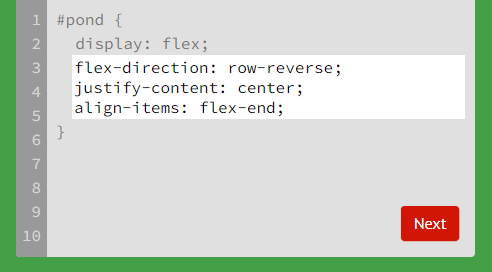 1 #pond {
2 display: flex;
3 flex-direction: row-reverse;
4 justify-content: center;
5 align-items: flex-end;
6 }
7
8
9
10
Next